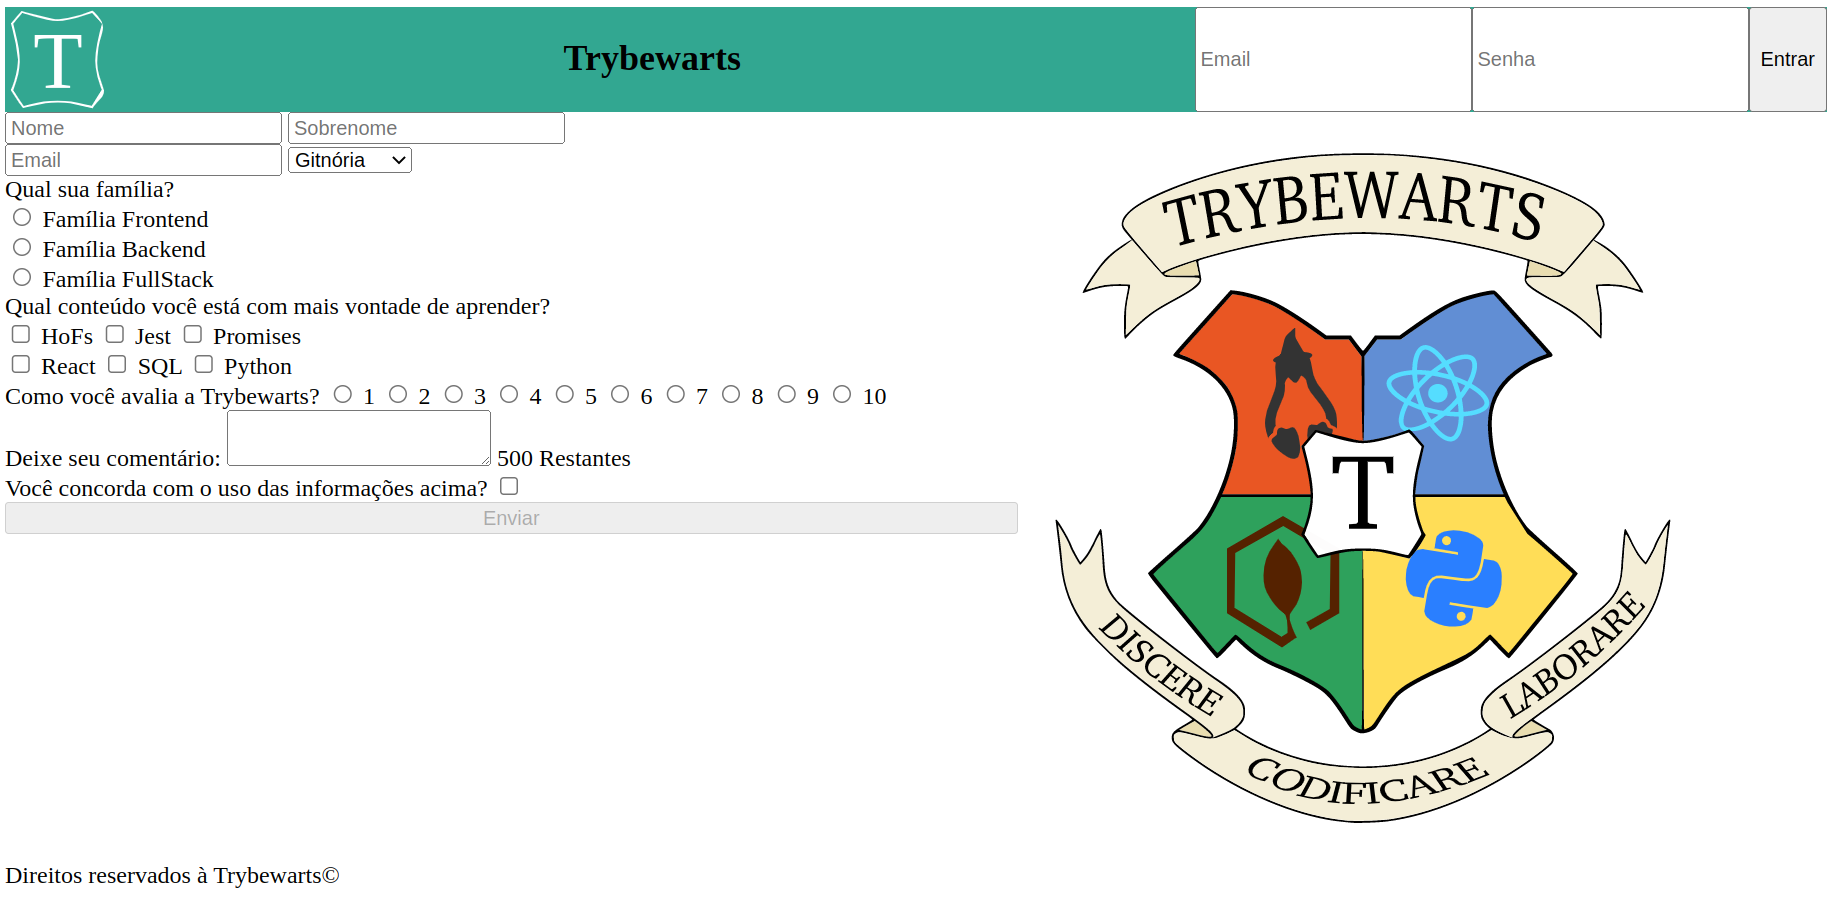 T Trybewarts Email Senha Entrar
Nome Sobrenome
Email Gitnória
Qual sua família?
Família Frontend
Família Backend
Família FullStack
Qual conteúdo você está com mais vontade de aprender?
HoFs Jest Promises
React SQL Python
Como você avalia a Trybewarts? 1 2 3 4 5 6 7 8 9 10
Deixe seu comentário: 500 Restantes
Você concorda com o uso das informações acima?
Enviar
TRYBEWARTS
T
DISCERE
CODIFICARE
LABORARE
Direitos reservados à Trybewarts©